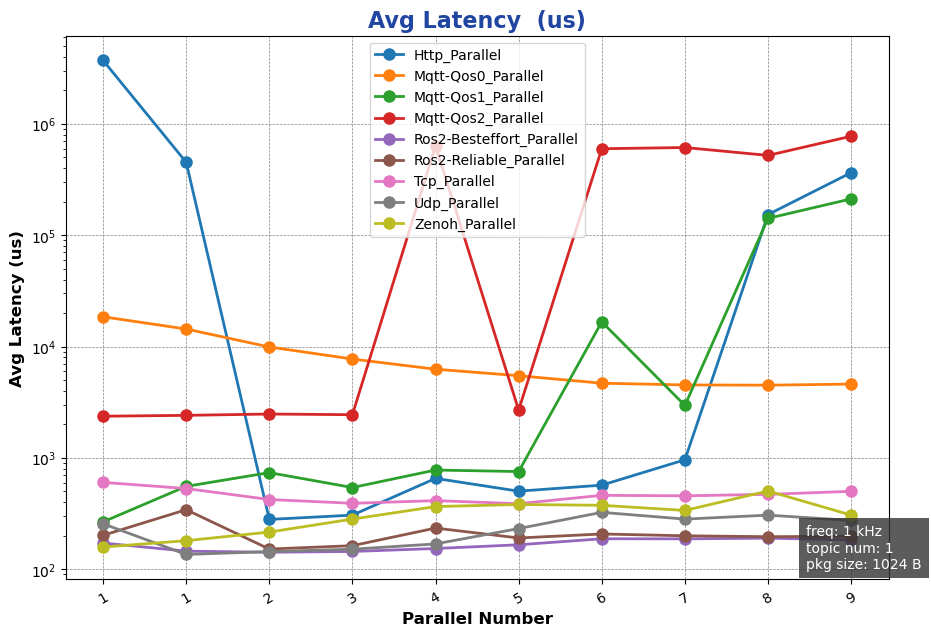 Avg Latency  (us)
Http_Parallel
Mqtt-Qos0_Parallel
Mqtt-Qos1_Parallel
Mqtt-Qos2_Parallel
Ros2-Besteffort_Parallel
Ros2-Reliable_Parallel
Tcp_Parallel
Udp_Parallel
Zenoh_Parallel
Avg Latency (us)
10⁶
10⁵
10⁴
10³
10²
freq: 1 kHz
topic num: 1
pkg size: 1024 B
1 1 2 3 4 5 6 7 8 9
Parallel Number